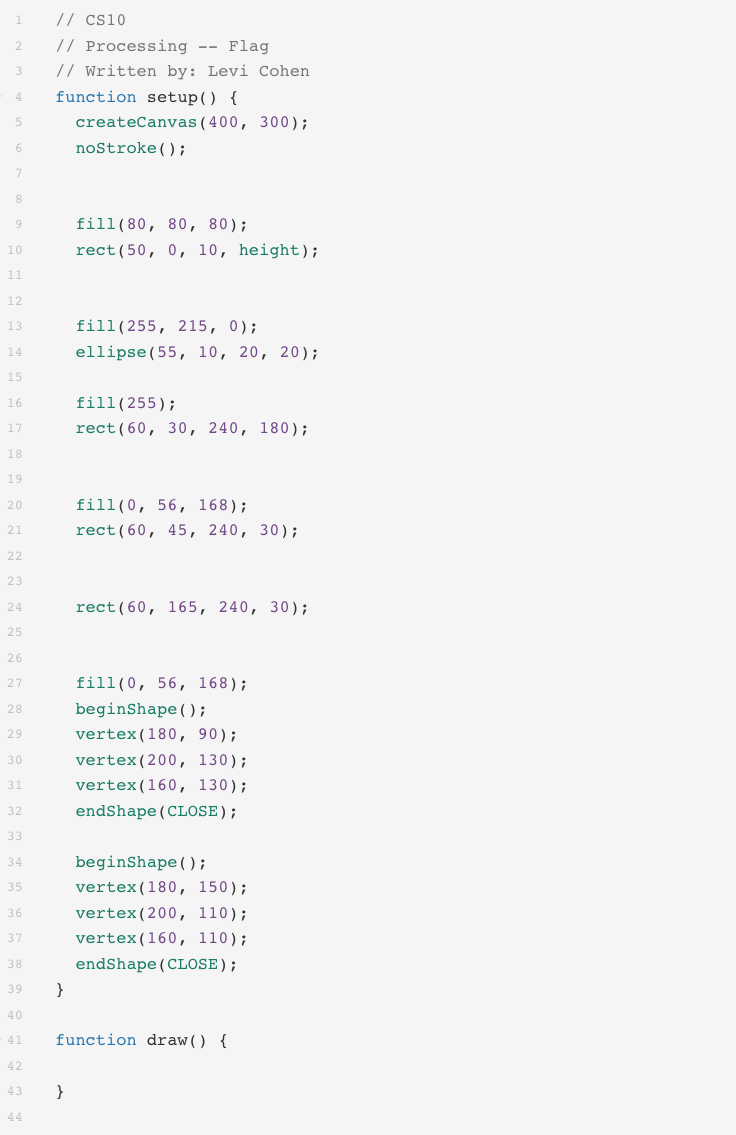 1 // CS10
2 // Processing -- Flag
3 // Written by: Levi Cohen
4 function setup() {
5 createCanvas(400, 300);
6 noStroke();
7
8
9 fill(80, 80, 80);
10 rect(50, 0, 10, height);
11
12
13 fill(255, 215, 0);
14 ellipse(55, 10, 20, 20);
15
16 fill(255);
17 rect(60, 30, 240, 180);
18
19
20 fill(0, 56, 168);
21 rect(60, 45, 240, 30);
22
23
24 rect(60, 165, 240, 30);
25
26
27 fill(0, 56, 168);
28 beginShape();
29 vertex(180, 90);
30 vertex(200, 130);
31 vertex(160, 130);
32 endShape(CLOSE);
33
34 beginShape();
35 vertex(180, 150);
36 vertex(200, 110);
37 vertex(160, 110);
38 endShape(CLOSE);
39 }
40
41 function draw() {
42
43 }
44